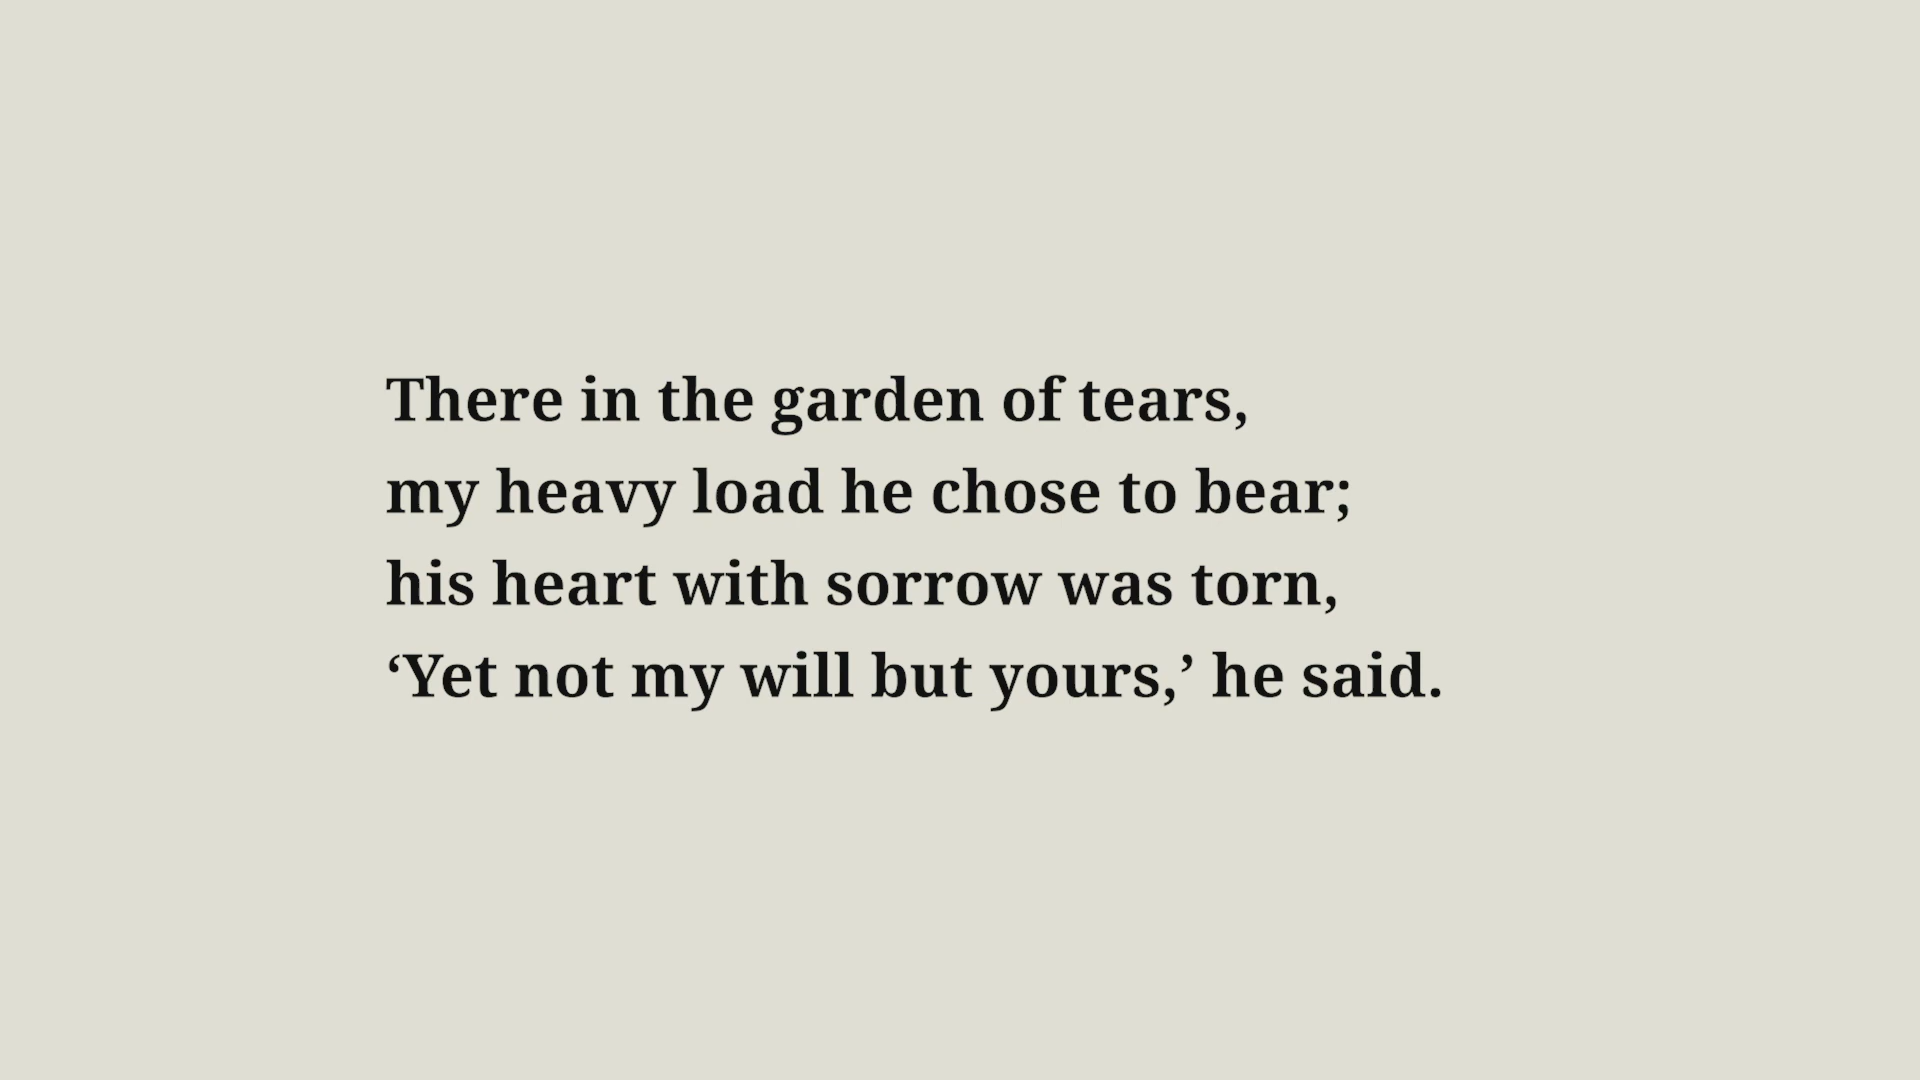 There in the garden of tears,
my heavy load he chose to bear;
his heart with sorrow was torn,
‘Yet not my will but yours,’ he said.